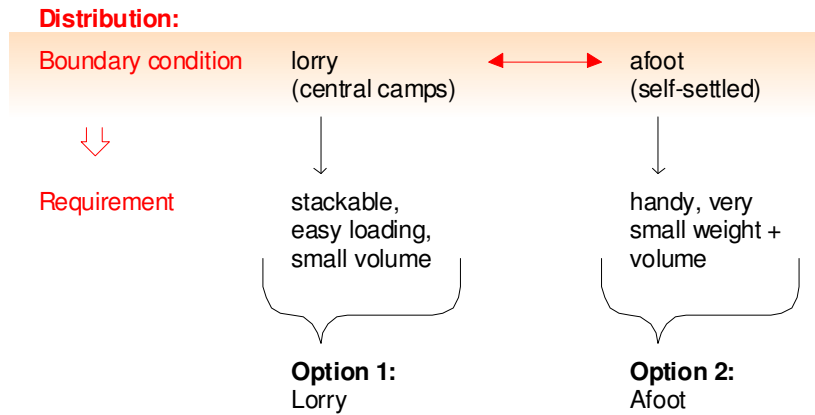 Distribution:
Boundary condition lorry afoot
(central camps) (self-settled)
Requirement stackable, handy, very
easy loading, small weight +
small volume volume
Option 1: Option 2:
Lorry Afoot